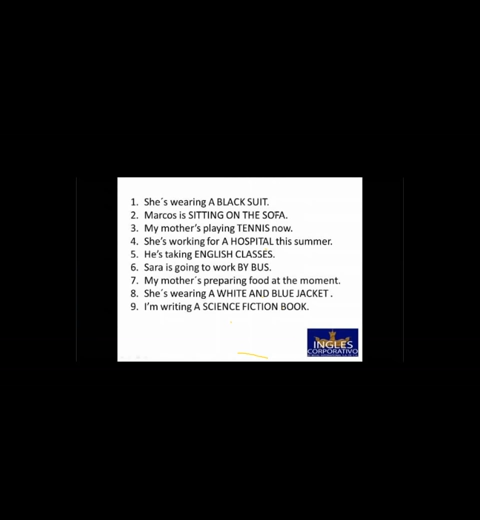 1. She´s wearing A BLACK SUIT.
2. Marcos is SITTING ON THE SOFA.
3. My mother’s playing TENNIS now.
4. She’s working for A HOSPITAL this summer.
5. He’s taking ENGLISH CLASSES.
6. Sara is going to work BY BUS.
7. My mother´s preparing food at the moment.
8. She´s wearing A WHITE AND BLUE JACKET .
9. I’m writing A SCIENCE FICTION BOOK.
INGLES
CORPORATIVO